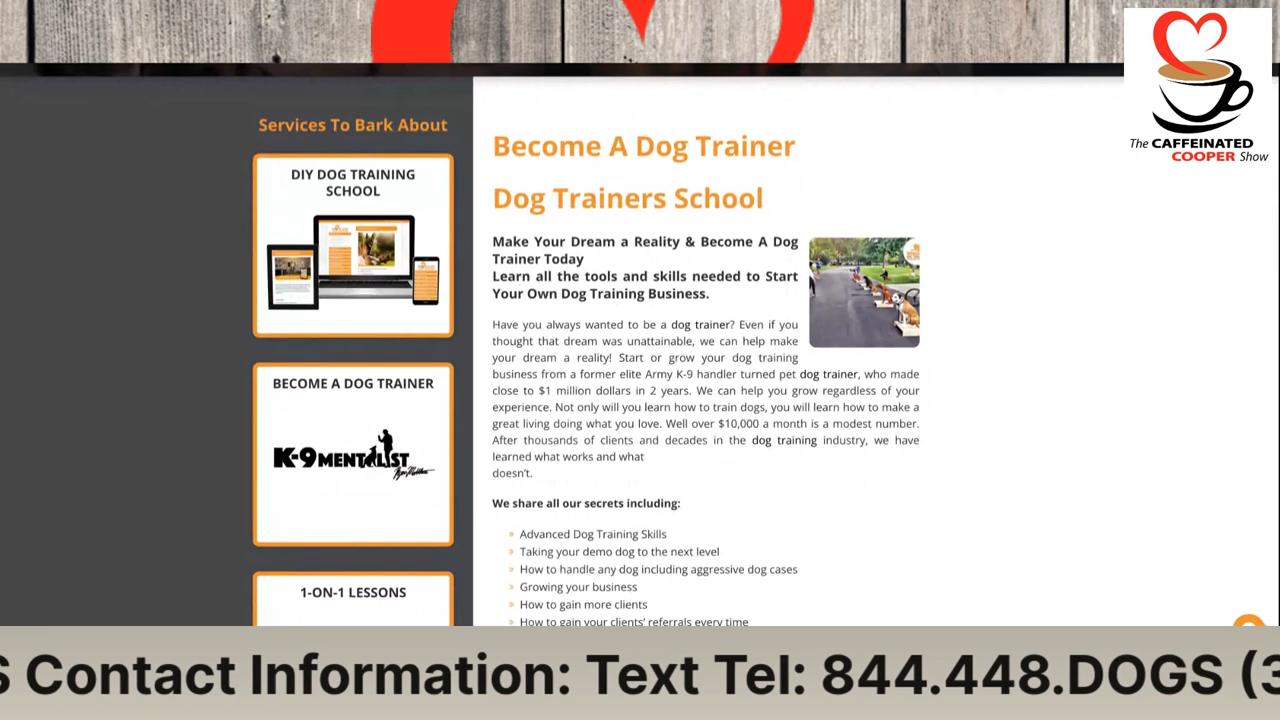 The CAFFEINATED
COOPER Show
Services To Bark About
DIY DOG TRAINING
SCHOOL
BECOME A DOG TRAINER
K-9 MENTALIST
1-ON-1 LESSONS
Become A Dog Trainer
Dog Trainers School
Make Your Dream a Reality & Become A Dog
Trainer Today
Learn all the tools and skills needed to Start
Your Own Dog Training Business.
Have you always wanted to be a dog trainer? Even if you
thought that dream was unattainable, we can help make
your dream a reality! Start or grow your dog training
business from a former elite Army K-9 handler turned pet dog trainer, who made
close to $1 million dollars in 2 years. We can help you grow regardless of your
experience. Not only will you learn how to train dogs, you will learn how to make a
great living doing what you love. Well over $10,000 a month is a modest number.
After thousands of clients and decades in the dog training industry, we have
learned what works and what
doesn't.
We share all our secrets including:
» Advanced Dog Training Skills
» Taking your demo dog to the next level
» How to handle any dog including aggressive dog cases
» Growing your business
» How to gain more clients
» How to gain your clients' referrals every time
S Contact Information: Text Tel: 844.448.DOGS (3